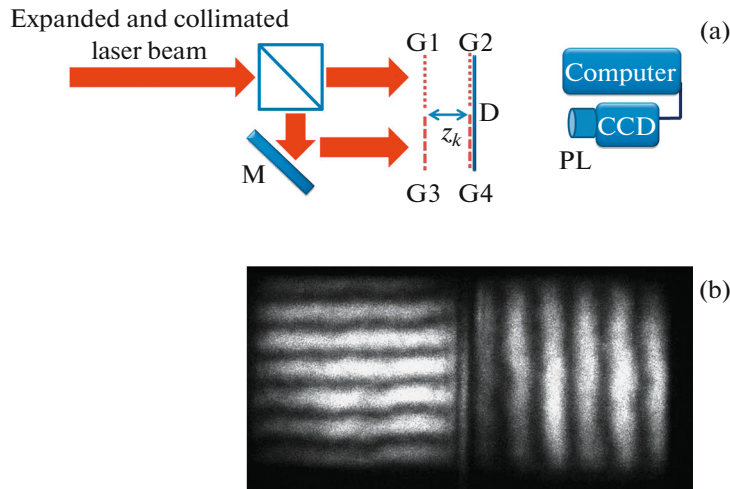 Expanded and collimated
laser beam
G1 G2
(a)
Computer
D
z_k
CCD
M
PL
G3 G4
(b)